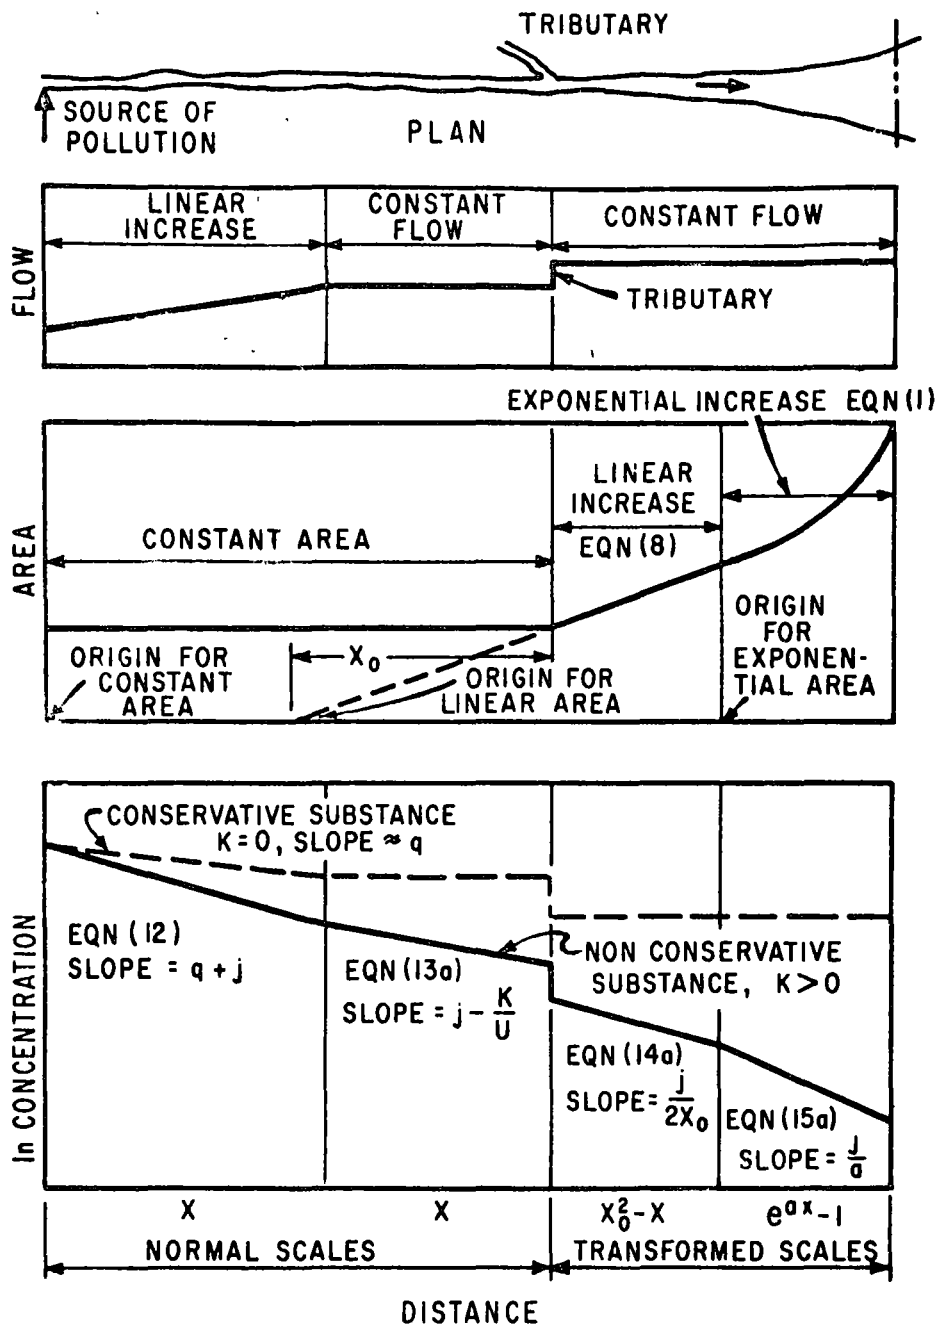 TRIBUTARY
SOURCE OF
POLLUTION
PLAN
FLOW
LINEAR
INCREASE
CONSTANT
FLOW
CONSTANT FLOW
TRIBUTARY
EXPONENTIAL INCREASE EQN (1)
AREA
CONSTANT AREA
LINEAR
INCREASE
EQN (8)
X₀
ORIGIN FOR
CONSTANT
AREA
ORIGIN FOR
LINEAR AREA
ORIGIN
FOR
EXPONEN-
TIAL AREA
ln CONCENTRATION
CONSERVATIVE SUBSTANCE
K=0, SLOPE ≈ q
EQN (12)
SLOPE = q + j
EQN (13a)
SLOPE = j - K/U
NON CONSERVATIVE
SUBSTANCE, K > 0
EQN (14a)
SLOPE = j/2X₀
EQN (15a)
SLOPE = j/a
X
X
X₀²-X
e^ax-1
NORMAL SCALES
TRANSFORMED SCALES
DISTANCE